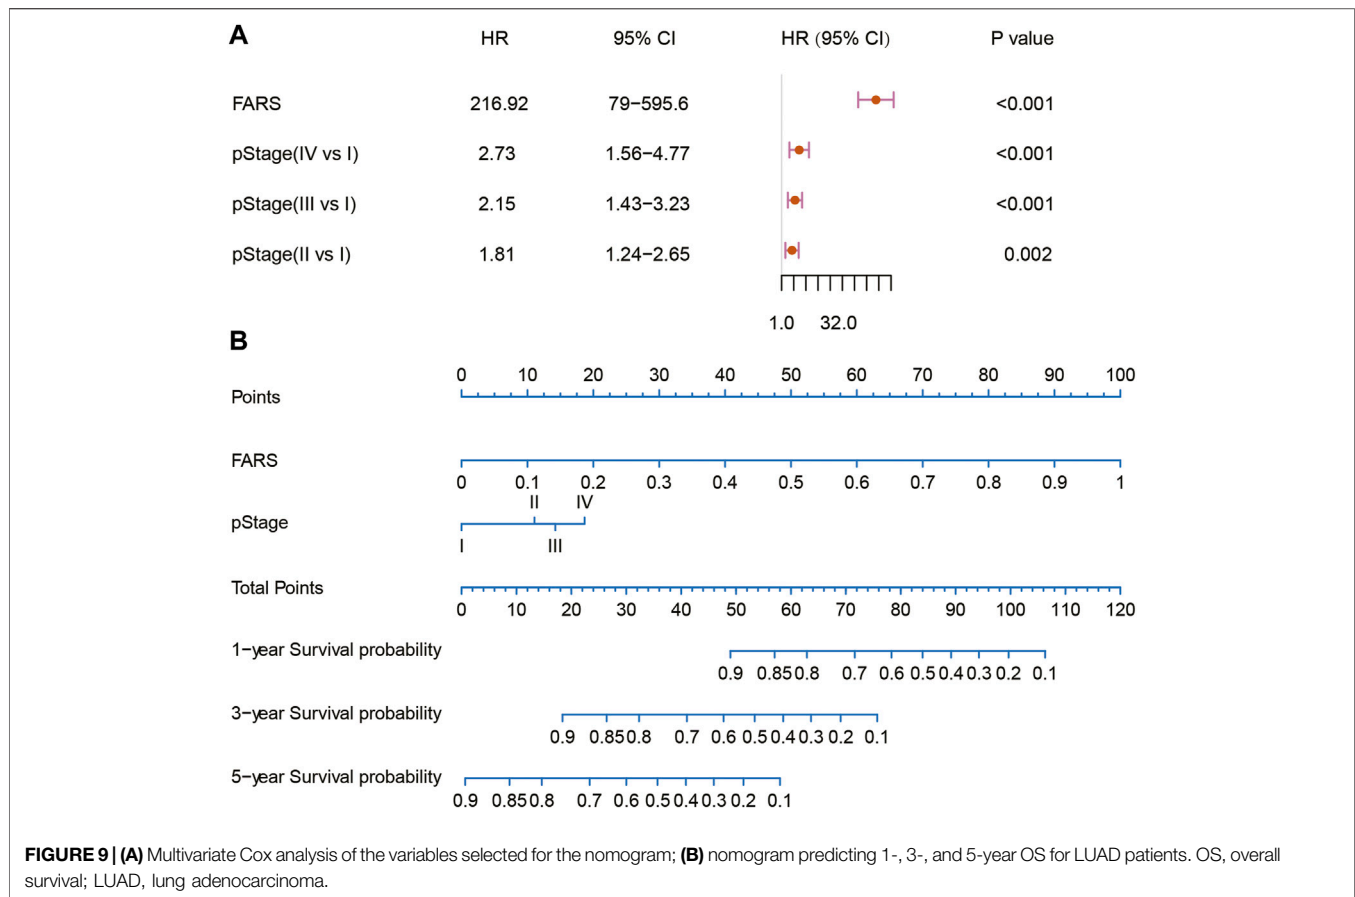 A HR 95% CI HR (95% CI) P value
FARS 216.92 79−595.6 <0.001
pStage(IV vs I) 2.73 1.56−4.77 <0.001
pStage(III vs I) 2.15 1.43−3.23 <0.001
pStage(II vs I) 1.81 1.24−2.65 0.002
1.0 32.0
B
0 10 20 30 40 50 60 70 80 90 100
Points
FARS
0 0.1 0.2 0.3 0.4 0.5 0.6 0.7 0.8 0.9 1
II IV
pStage
I III
Total Points
0 10 20 30 40 50 60 70 80 90 100 110 120
1−year Survival probability
0.9 0.85 0.8 0.7 0.6 0.5 0.4 0.3 0.2 0.1
3−year Survival probability
0.9 0.85 0.8 0.7 0.6 0.5 0.4 0.3 0.2 0.1
5−year Survival probability
0.9 0.85 0.8 0.7 0.6 0.5 0.4 0.3 0.2 0.1
FIGURE 9 | (A) Multivariate Cox analysis of the variables selected for the nomogram; (B) nomogram predicting 1-, 3-, and 5-year OS for LUAD patients. OS, overall
survival; LUAD, lung adenocarcinoma.